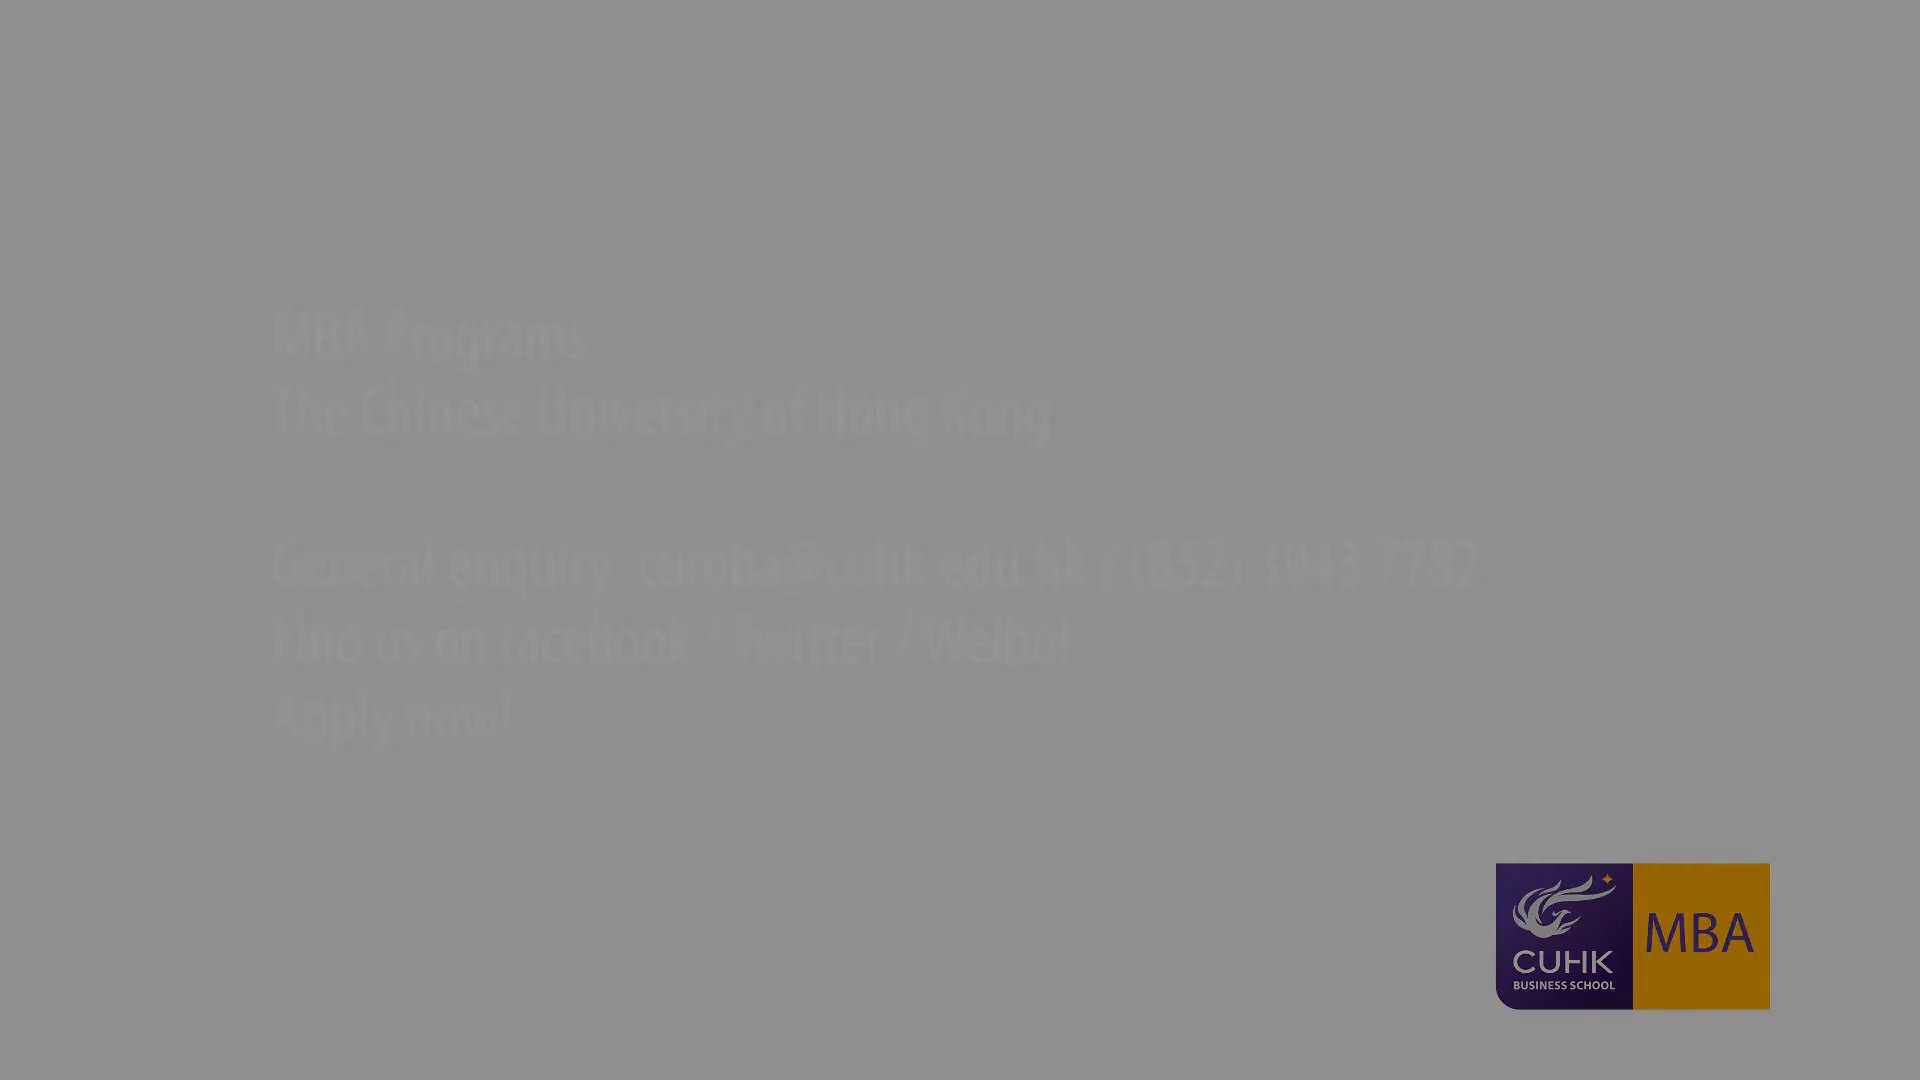 MBA Programs
The Chinese University of Hong Kong
General enquiry: cumba@cuhk.edu.hk / (852) 3943 7782
Find us on facebook / Twitter / Weibo!
Apply now!
CUHK
BUSINESS SCHOOL
MBA